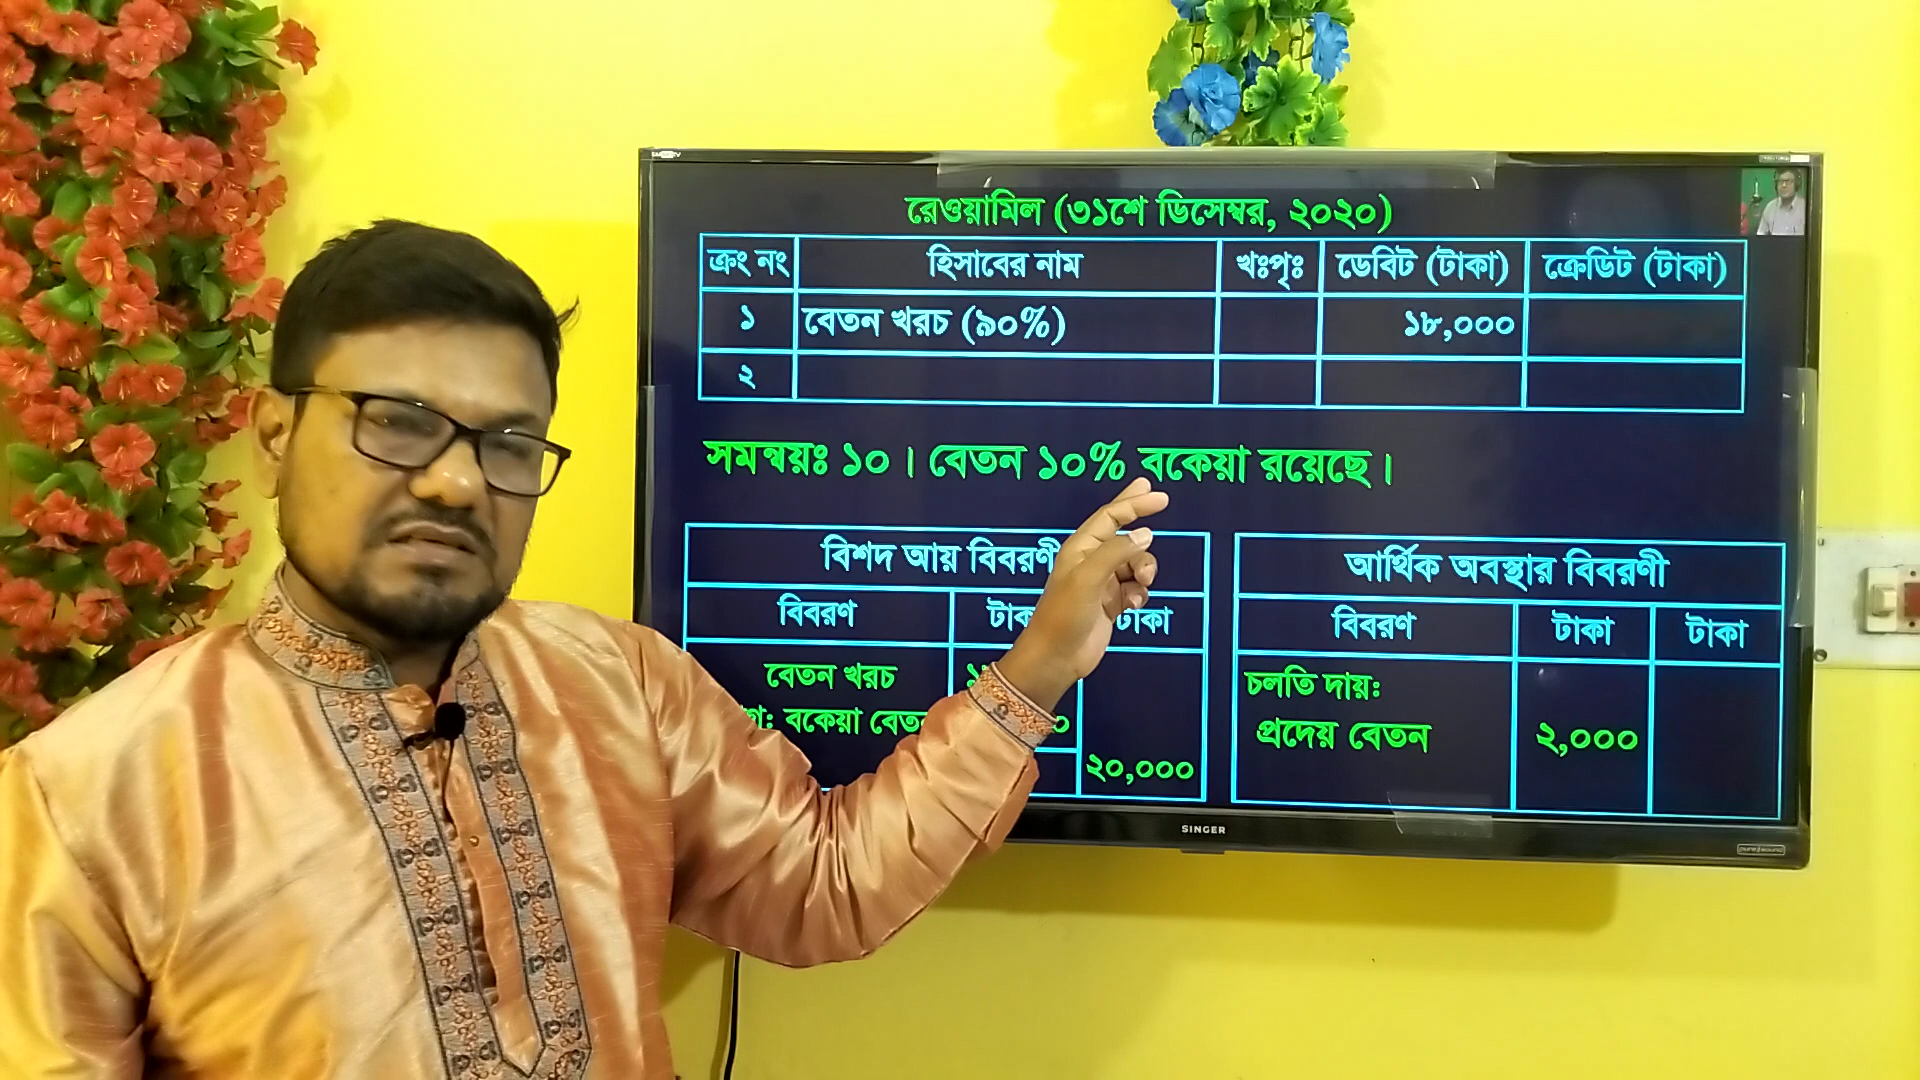 রেওয়ামিল (৩১শে ডিসেম্বর, ২০২০)
ক্রং নং হিসাবের নাম খঃপৃঃ ডেবিট (টাকা) ক্রেডিট (টাকা)
১ বেতন খরচ (৯০%) ১৮,০০০
২
সমন্বয়ঃ ১০। বেতন ১০% বকেয়া রয়েছে।
বিশদ আয় বিবরণী
বিবরণ টাকা
বেতন খরচ
বকেয়া
২০,০০০
আর্থিক অবস্থার বিবরণী
বিবরণ টাকা টাকা
চলতি দায়ঃ
প্রদেয় বেতন ২,০০০
SINGER